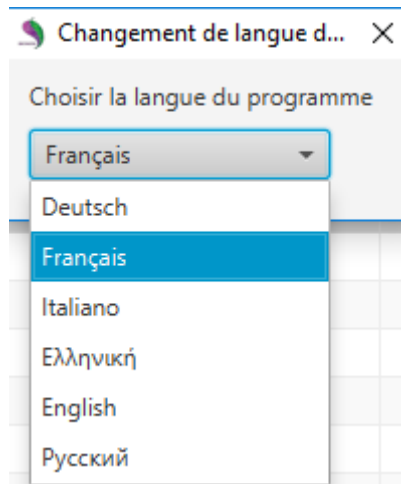 Changement de langue d...
Choisir la langue du programme
Français
Deutsch
Français
Italiano
Ελληνική
English
Русский